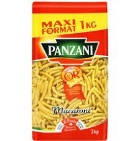 MAXI
FORMAT 1KG
PANZANI
OR
Macaroni
1kg